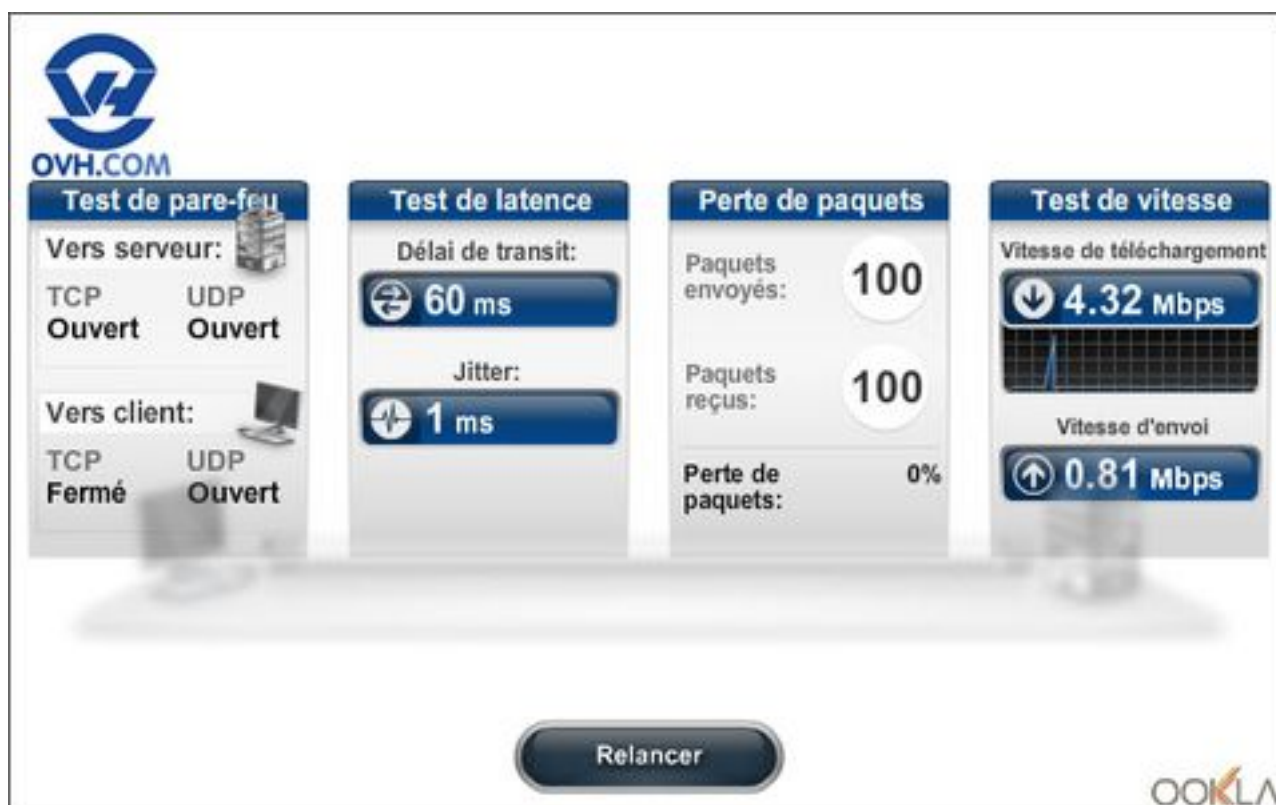 OVH.COM
Test de pare-feu
Vers serveur:
TCP UDP
Ouvert Ouvert
Vers client:
TCP UDP
Fermé Ouvert
Test de latence
Délai de transit:
60 ms
Jitter:
1 ms
Perte de paquets
Paquets
envoyés:
100
Paquets
reçus:
100
Perte de
paquets:
0%
Test de vitesse
Vitesse de téléchargement
4.32 Mbps
Vitesse d'envoi
0.81 Mbps
Relancer
OOKLA